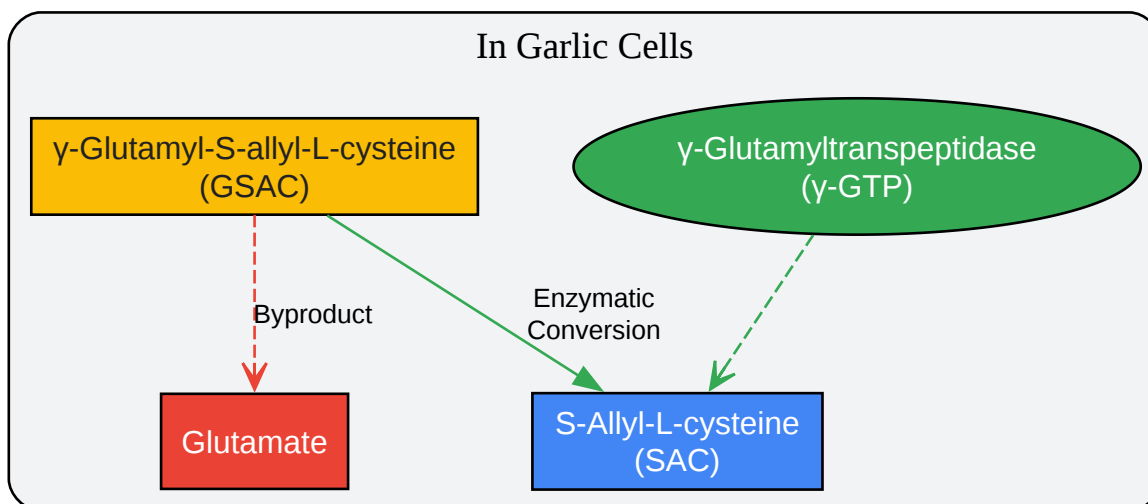 In Garlic Cells
γ-Glutamyl-S-allyl-L-cysteine
(GSAC)
γ-Glutamyltranspeptidase
(γ-GTP)
Byproduct
Enzymatic
Conversion
Glutamate
S-Allyl-L-cysteine
(SAC)